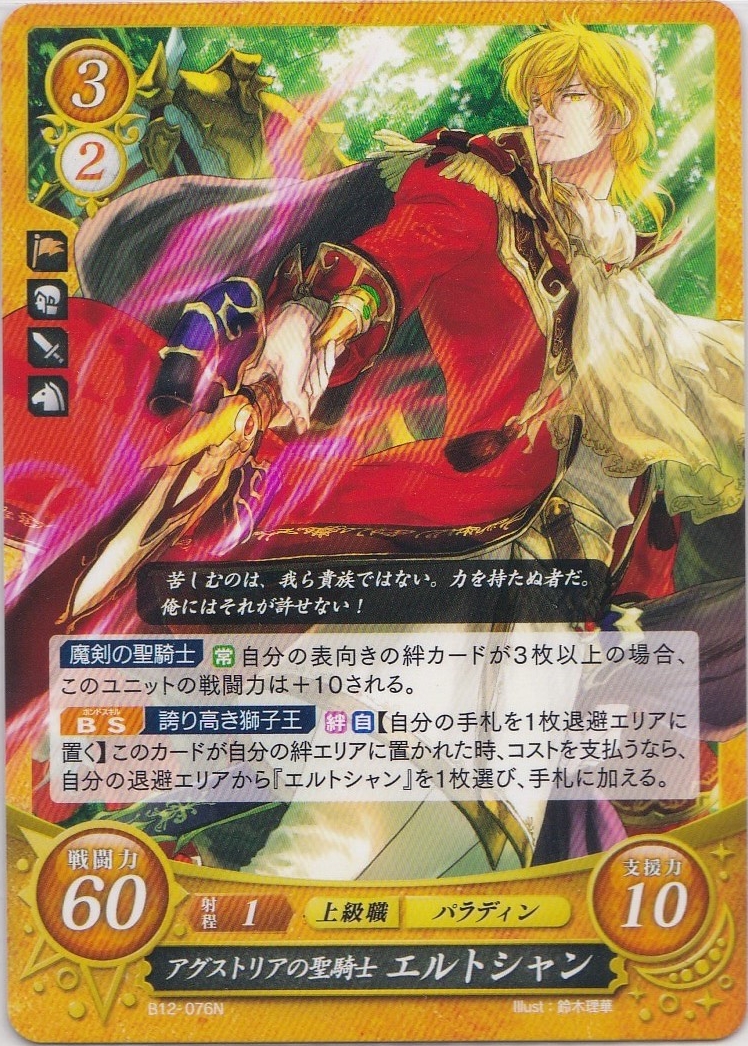 3
2
苦しむのは、我ら貴族ではない。力を持たぬ者だ。
俺にはそれが許せない！
魔剣の聖騎士 常 自分の表向きの絆カードが3枚以上の場合、
このユニットの戦闘力は＋10される。
ボンドスキル
BS 誇り高き獅子王 絆 自 【自分の手札を1枚退避エリアに
置く】このカードが自分の絆エリアに置かれた時、コストを支払うなら、
自分の退避エリアから『エルトシャン』を1枚選び、手札に加える。
戦闘力
60
射程 1
上級職 パラディン
支援力
10
アグストリアの聖騎士 エルトシャン
B12-076N
Illust：鈴木理華